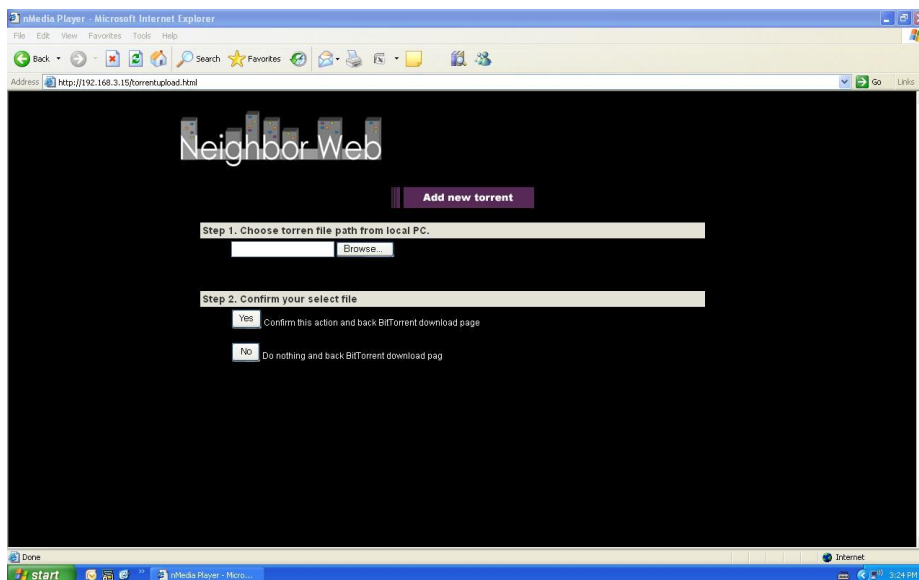 nMedia Player - Microsoft Internet Explorer
File Edit View Favorites Tools Help
Back Search Favorites
Address http://192.168.3.15/torrentupload.html Go Links
Neighbor Web
Add new torrent
Step 1. Choose torren file path from local PC.
Browse...
Step 2. Confirm your select file
Yes Confirm this action and back BitTorrent download page
No Do nothing and back BitTorrent download pag
Done Internet
start nMedia Player - Micro... 3:24 PM